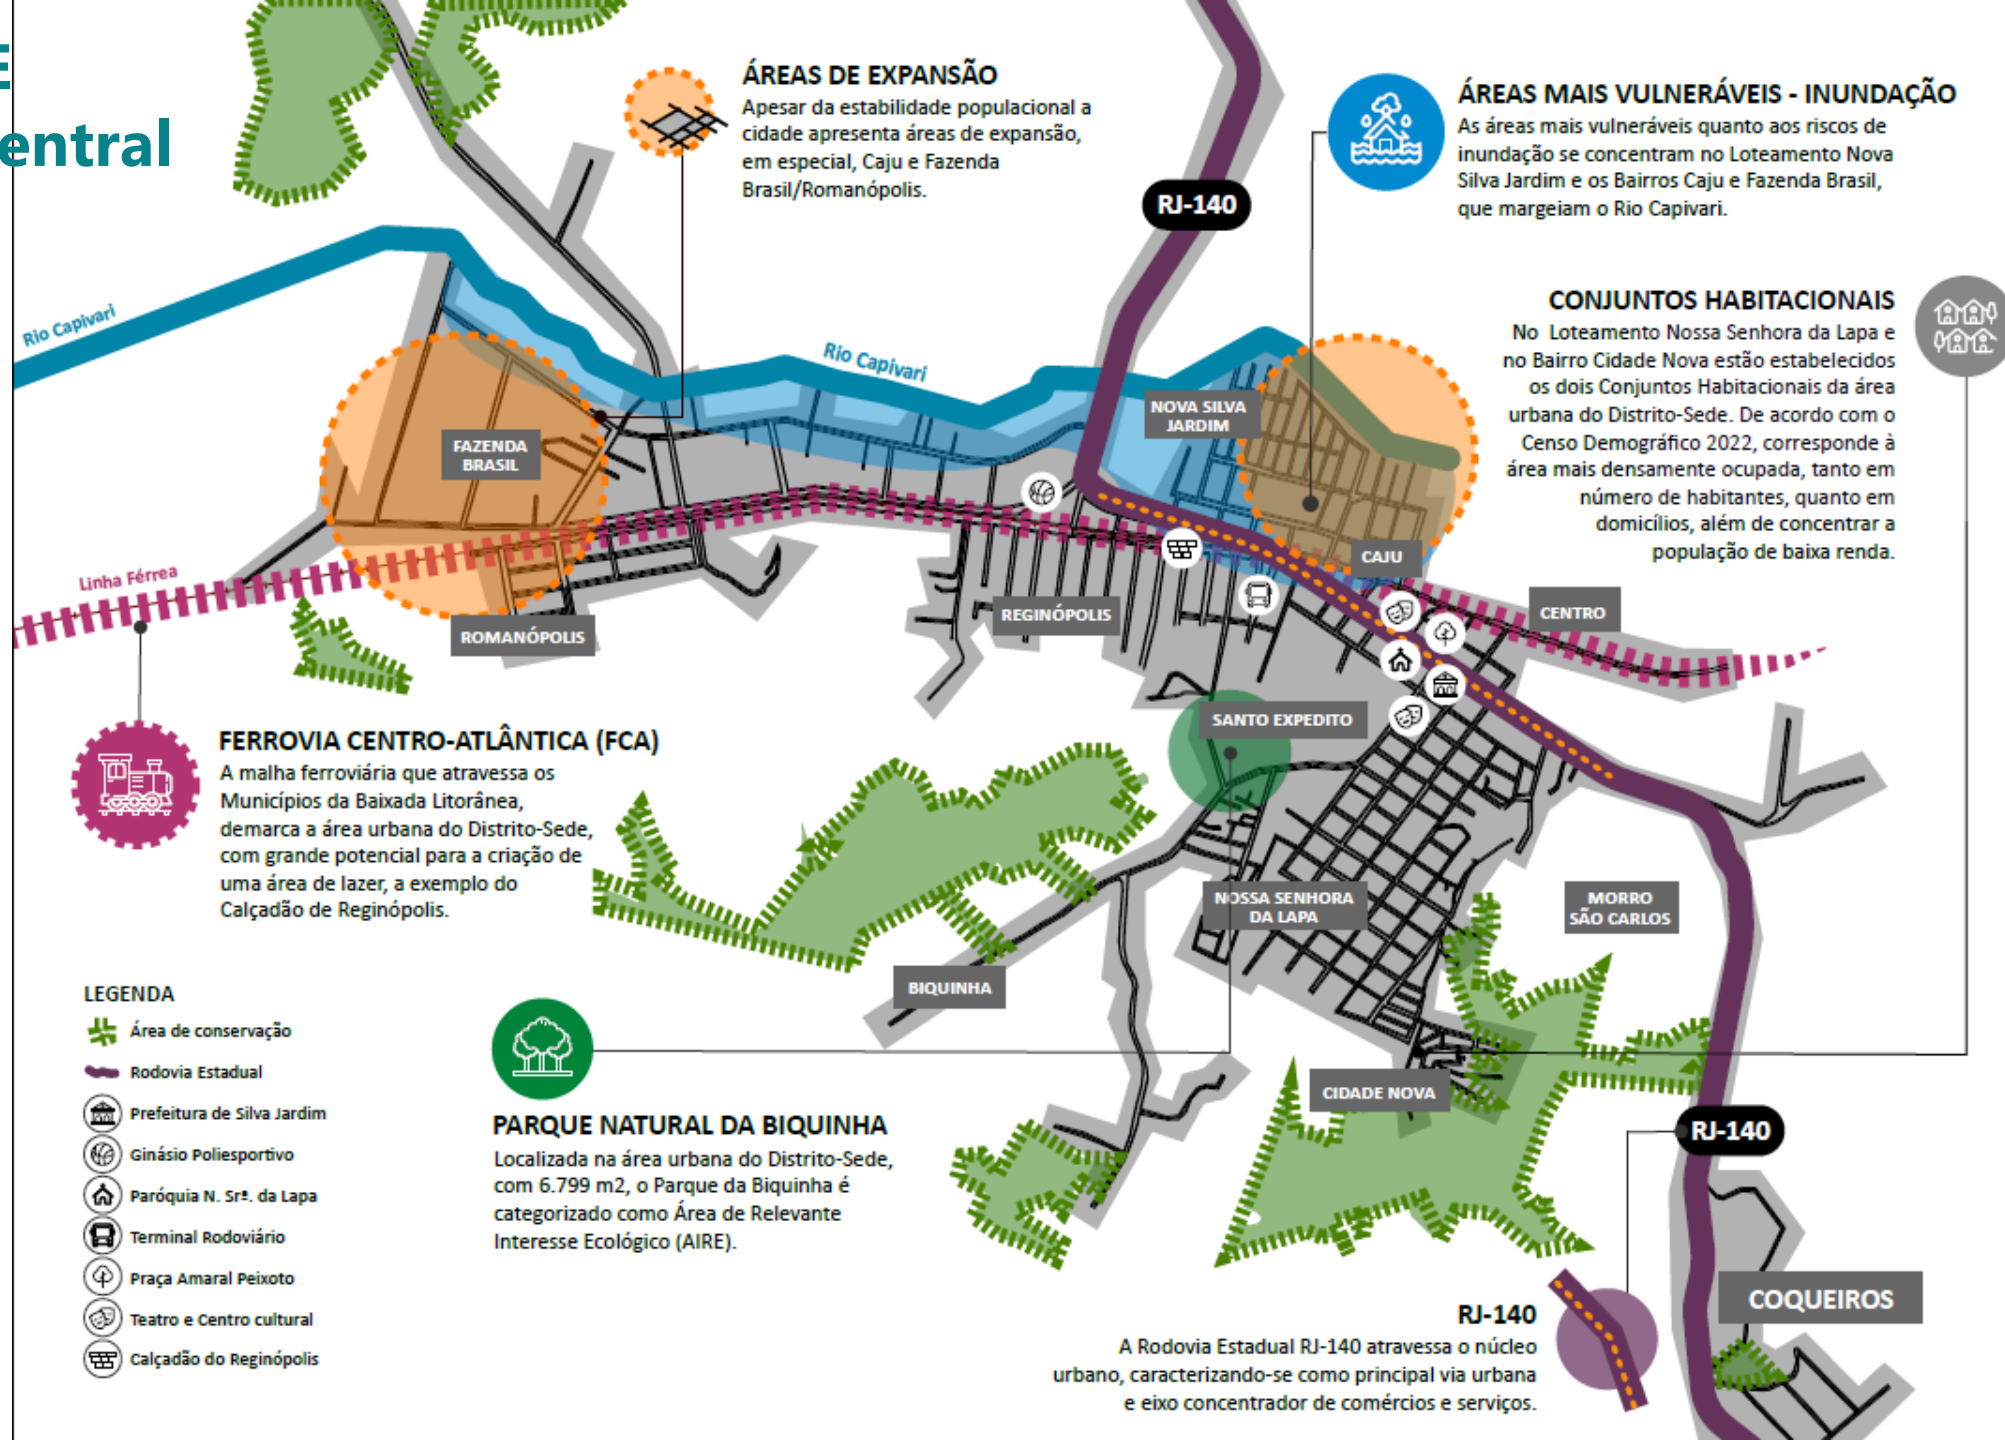 E
entral
ÁREAS DE EXPANSÃO
Apesar da estabilidade populacional a
cidade apresenta áreas de expansão,
em especial, Caju e Fazenda
Brasil/Romanópolis.
ÁREAS MAIS VULNERÁVEIS - INUNDAÇÃO
As áreas mais vulneráveis quanto aos riscos de
inundação se concentram no Loteamento Nova
Silva Jardim e os Bairros Caju e Fazenda Brasil,
que margeiam o Rio Capivari.
RJ-140
CONJUNTOS HABITACIONAIS
No Loteamento Nossa Senhora da Lapa e
no Bairro Cidade Nova estão estabelecidos
os dois Conjuntos Habitacionais da área
urbana do Distrito-Sede. De acordo com o
Censo Demográfico 2022, corresponde à
área mais densamente ocupada, tanto em
número de habitantes, quanto em
domicílios, além de concentrar a
população de baixa renda.
Rio Capivari
Rio Capivari
NOVA SILVA
JARDIM
FAZENDA
BRASIL
CAJU
Linha Férrea
REGINÓPOLIS
CENTRO
ROMANÓPOLIS
SANTO EXPEDITO
FERROVIA CENTRO-ATLÂNTICA (FCA)
A malha ferroviária que atravessa os
Municípios da Baixada Litorânea,
demarca a área urbana do Distrito-Sede,
com grande potencial para a criação de
uma área de lazer, a exemplo do
Calçadão de Reginópolis.
NOSSA SENHORA
DA LAPA
MORRO
SÃO CARLOS
BIQUINHA
CIDADE NOVA
RJ-140
LEGENDA
Área de conservação
Rodovia Estadual
Prefeitura de Silva Jardim
Ginásio Poliesportivo
Paróquia N. Srª. da Lapa
Terminal Rodoviário
Praça Amaral Peixoto
Teatro e Centro cultural
Calçadão do Reginópolis
PARQUE NATURAL DA BIQUINHA
Localizada na área urbana do Distrito-Sede,
com 6.799 m2, o Parque da Biquinha é
categorizado como Área de Relevante
Interesse Ecológico (AIRE).
COQUEIROS
RJ-140
A Rodovia Estadual RJ-140 atravessa o núcleo
urbano, caracterizando-se como principal via urbana
e eixo concentrador de comércios e serviços.